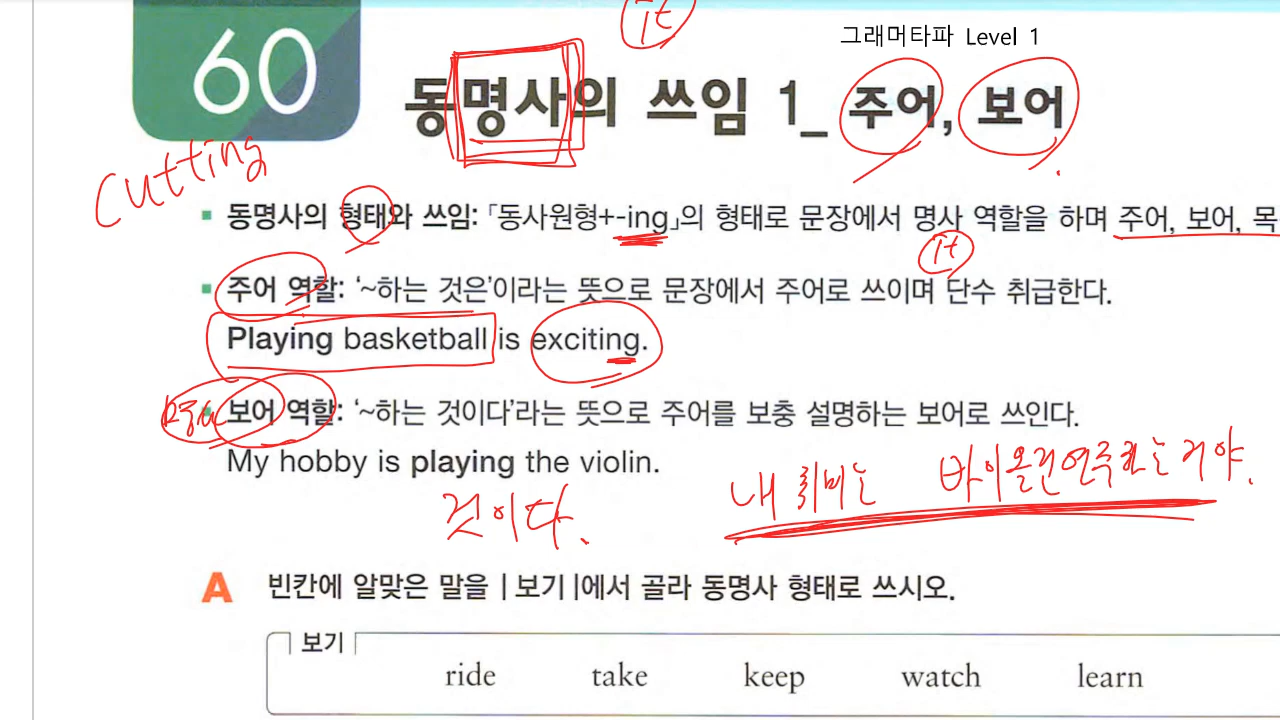 it
그래머타파 Level 1
60
동명사의 쓰임 1_ 주어, 보어
cutting
▪ 동명사의 형태와 쓰임: 「동사원형+-ing」의 형태로 문장에서 명사 역할을 하며 주어, 보어, 목
it
▪ 주어 역할: ‘~하는 것은’이라는 뜻으로 문장에서 주어로 쓰이며 단수 취급한다.
Playing basketball is exciting.
▪ 보어 역할: ‘~하는 것이다’라는 뜻으로 주어를 보충 설명하는 보어로 쓰인다.
My hobby is playing the violin.
내 취미는 바이올린연주하는거야.
것이다.
A 빈칸에 알맞은 말을 |보기|에서 골라 동명사 형태로 쓰시오.
보기
ride take keep watch learn